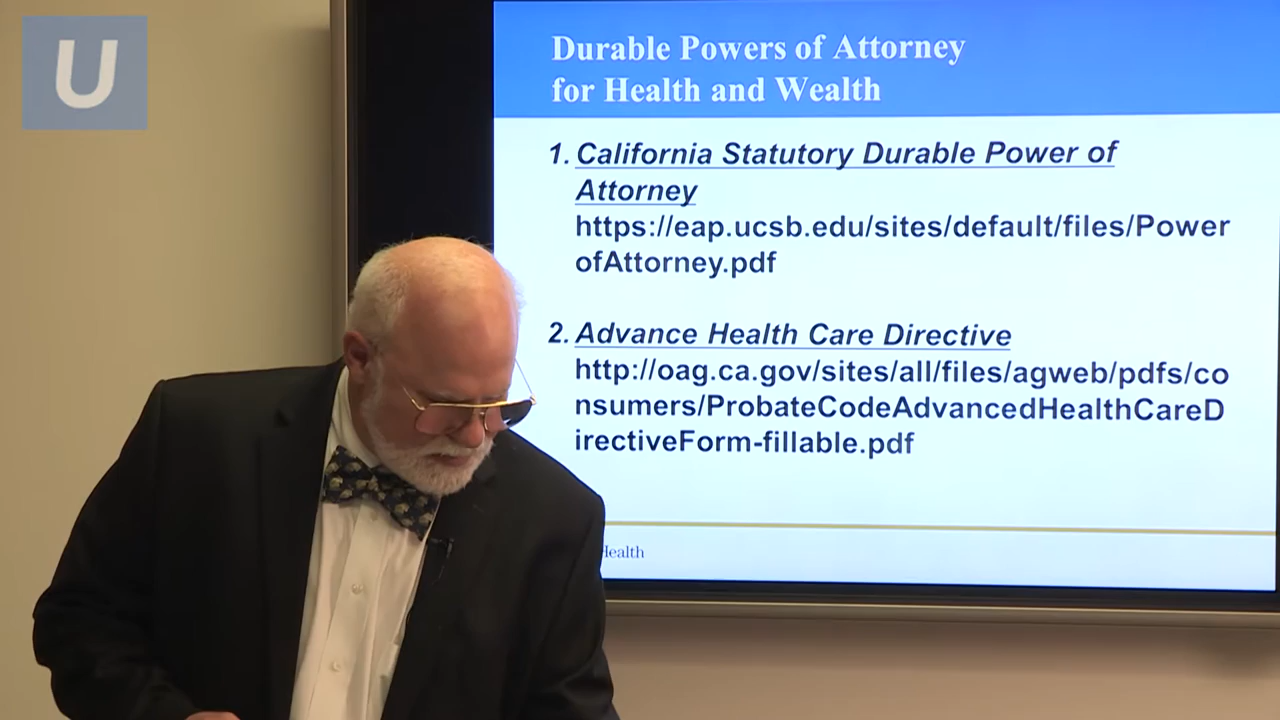 U
Durable Powers of Attorney
for Health and Wealth
1. California Statutory Durable Power of
Attorney
https://eap.ucsb.edu/sites/default/files/Power
ofAttorney.pdf
2. Advance Health Care Directive
http://oag.ca.gov/sites/all/files/agweb/pdfs/co
nsumers/ProbateCodeAdvancedHealthCareD
irectiveForm-fillable.pdf
Health